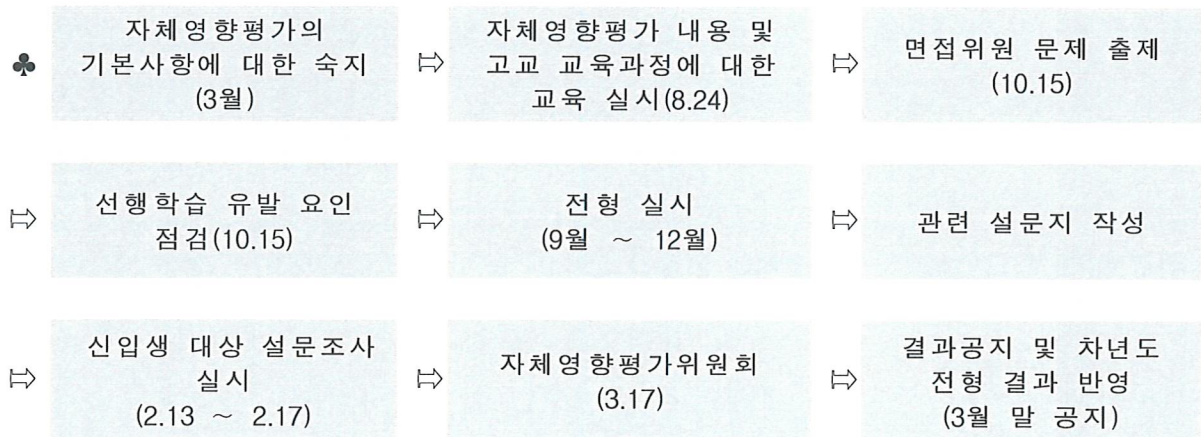 ♣ 자체영향평가의
기본사항에 대한 숙지
(3월)
⇨ 자체영향평가 내용 및
고교 교육과정에 대한
교육 실시(8.24)
⇨ 면접위원 문제 출제
(10.15)
⇨ 선행학습 유발 요인
점검(10.15)
⇨ 전형 실시
(9월 ~ 12월)
⇨ 관련 설문지 작성
⇨ 신입생 대상 설문조사
실시
(2.13 ~ 2.17)
⇨ 자체영향평가위원회
(3.17)
⇨ 결과공지 및 차년도
전형 결과 반영
(3월 말 공지)